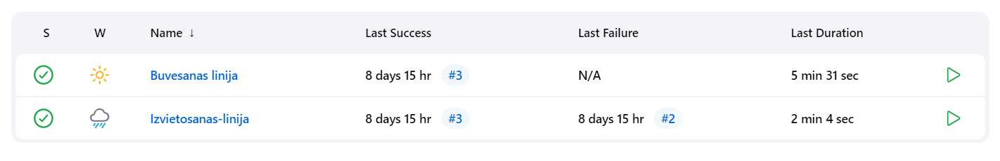 S W Name ↓ Last Success Last Failure Last Duration
Buvesanas linija 8 days 15 hr #3 N/A 5 min 31 sec
Izvietosanas-linija 8 days 15 hr #3 8 days 15 hr #2 2 min 4 sec